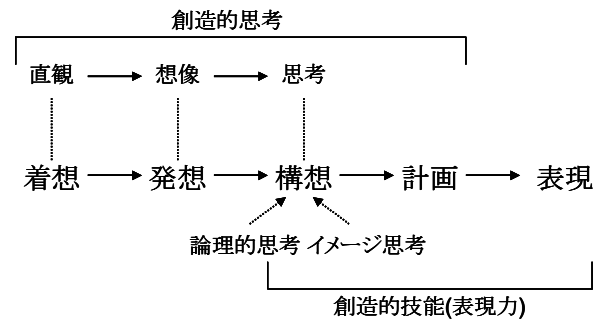 創造的思考
直観 想像 思考
着想 発想 構想 計画 表現
論理的思考 イメージ思考
創造的技能(表現力)